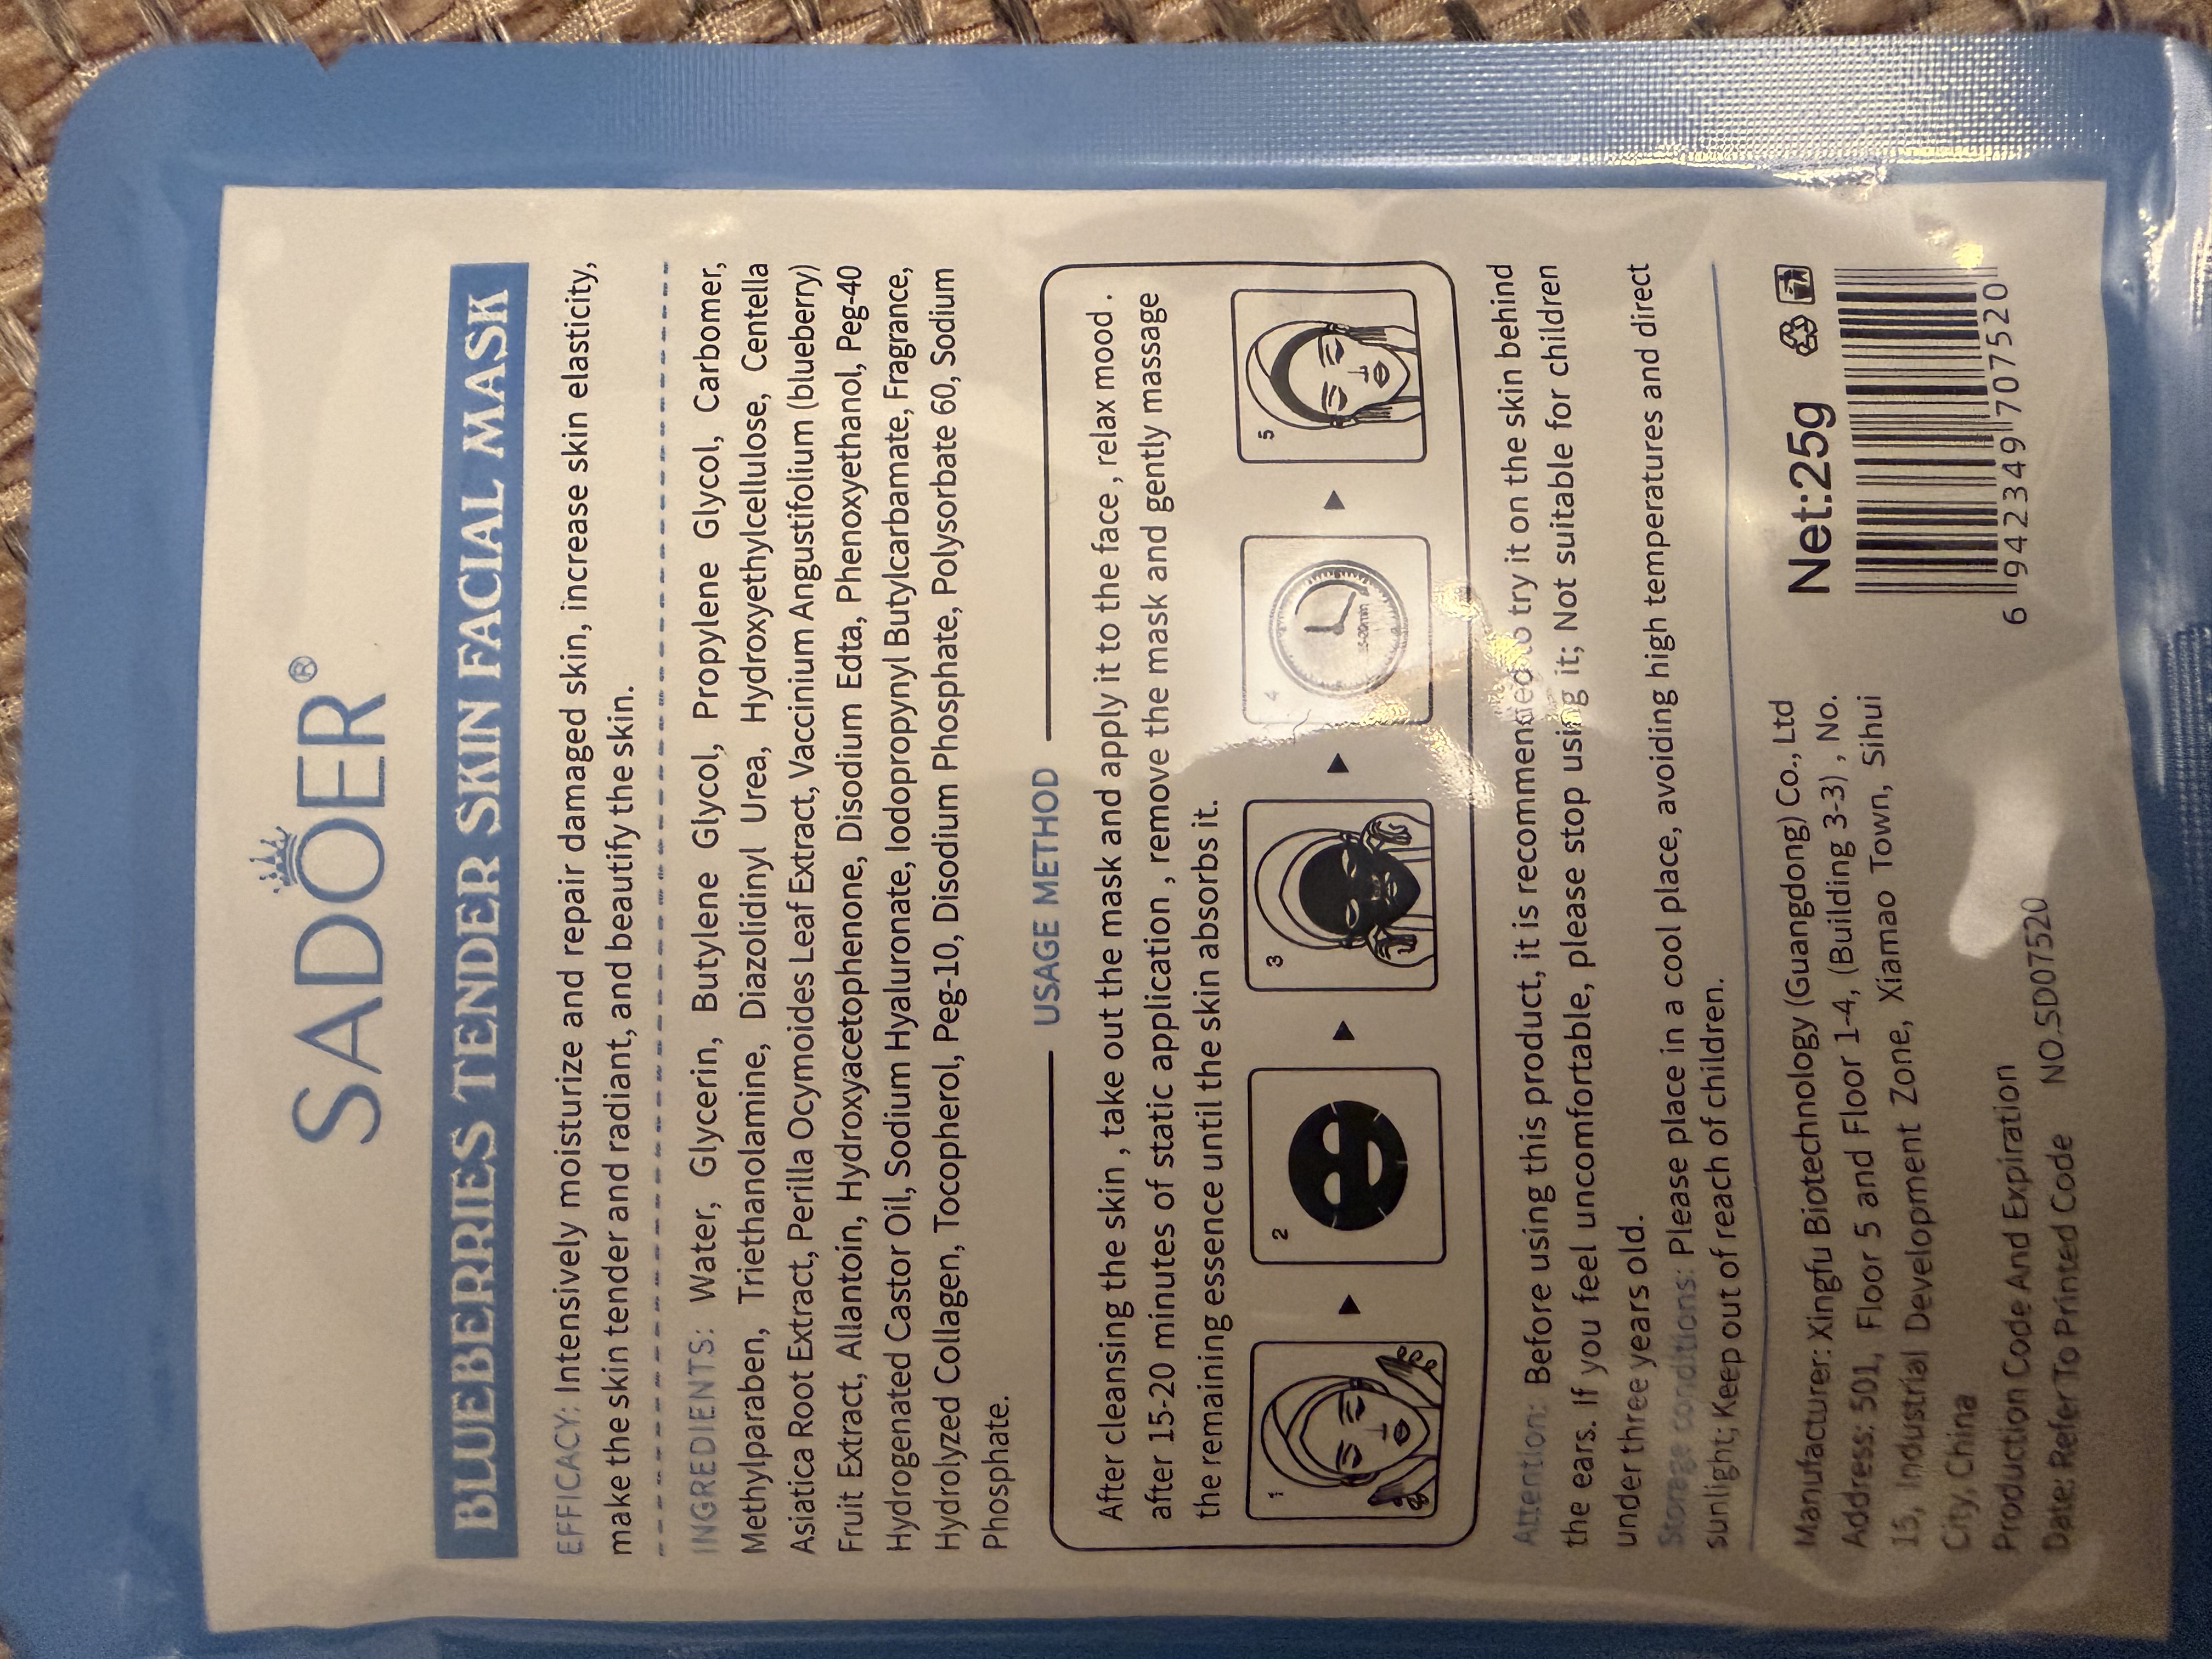 SADOER®
BLUEBERRIES TENDER SKIN FACIAL MASK
EFFICACY: Intensively moisturize and repair damaged skin, increase skin elasticity,
make the skin tender and radiant, and beautify the skin.
INGREDIENTS: Water, Glycerin, Butylene Glycol, Propylene Glycol, Carbomer,
Methylparaben, Triethanolamine, Diazolidinyl Urea, Hydroxyethylcellulose, Centella
Asiatica Root Extract, Perilla Ocymoides Leaf Extract, Vaccinium Angustifolium (blueberry)
Fruit Extract, Allantoin, Hydroxyacetophenone, Disodium Edta, Phenoxyethanol, Peg-40
Hydrogenated Castor Oil, Sodium Hyaluronate, Iodopropynyl Butylcarbamate, Fragrance,
Hydrolyzed Collagen, Tocopherol, Peg-10, Disodium Phosphate, Polysorbate 60, Sodium
Phosphate.
USAGE METHOD
After cleansing the skin , take out the mask and apply it to the face , relax mood .
after 15-20 minutes of static application , remove the mask and gently massage
the remaining essence until the skin absorbs it.
1 2 3 4 5
Attention: Before using this product, it is recommended to try it on the skin behind
the ears. If you feel uncomfortable, please stop using it; Not suitable for children
under three years old.
Storage conditions: Please place in a cool place, avoiding high temperatures and direct
sunlight; Keep out of reach of children.
Manufacturer: Xingfu Biotechnology (Guangdong) Co., Ltd
Address: 501, Floor 5 and Floor 1-4, (Building 3-3) , No.
15, Industrial Development Zone, Xiamao Town, Sihui
City, China
Production Code And Expiration
Date: Refer To Printed Code NO.SD07520
Net:25g
6 942349 707520